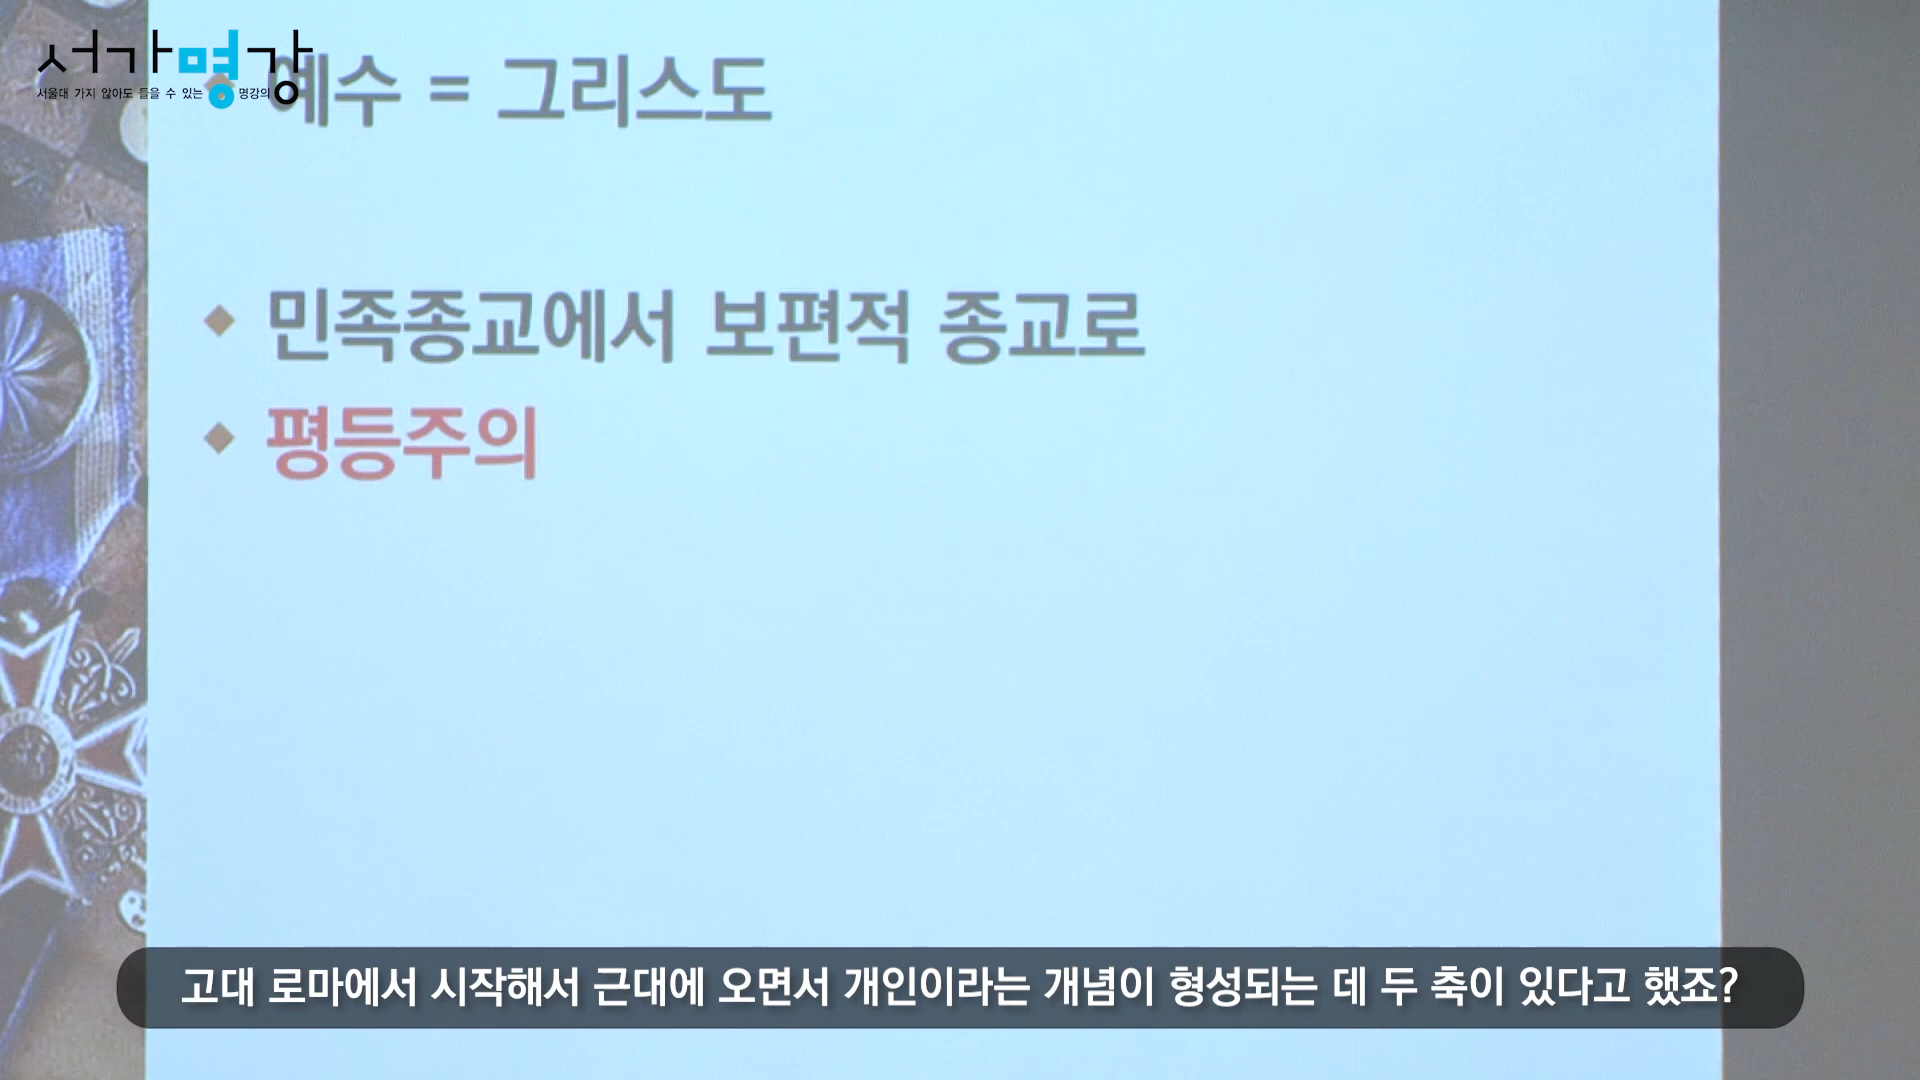 서가명강
서울대 가지 않아도 들을 수 있는 명강의
예수 = 그리스도
◆ 민족종교에서 보편적 종교로
◆ 평등주의
고대 로마에서 시작해서 근대에 오면서 개인이라는 개념이 형성되는 데 두 축이 있다고 했죠?